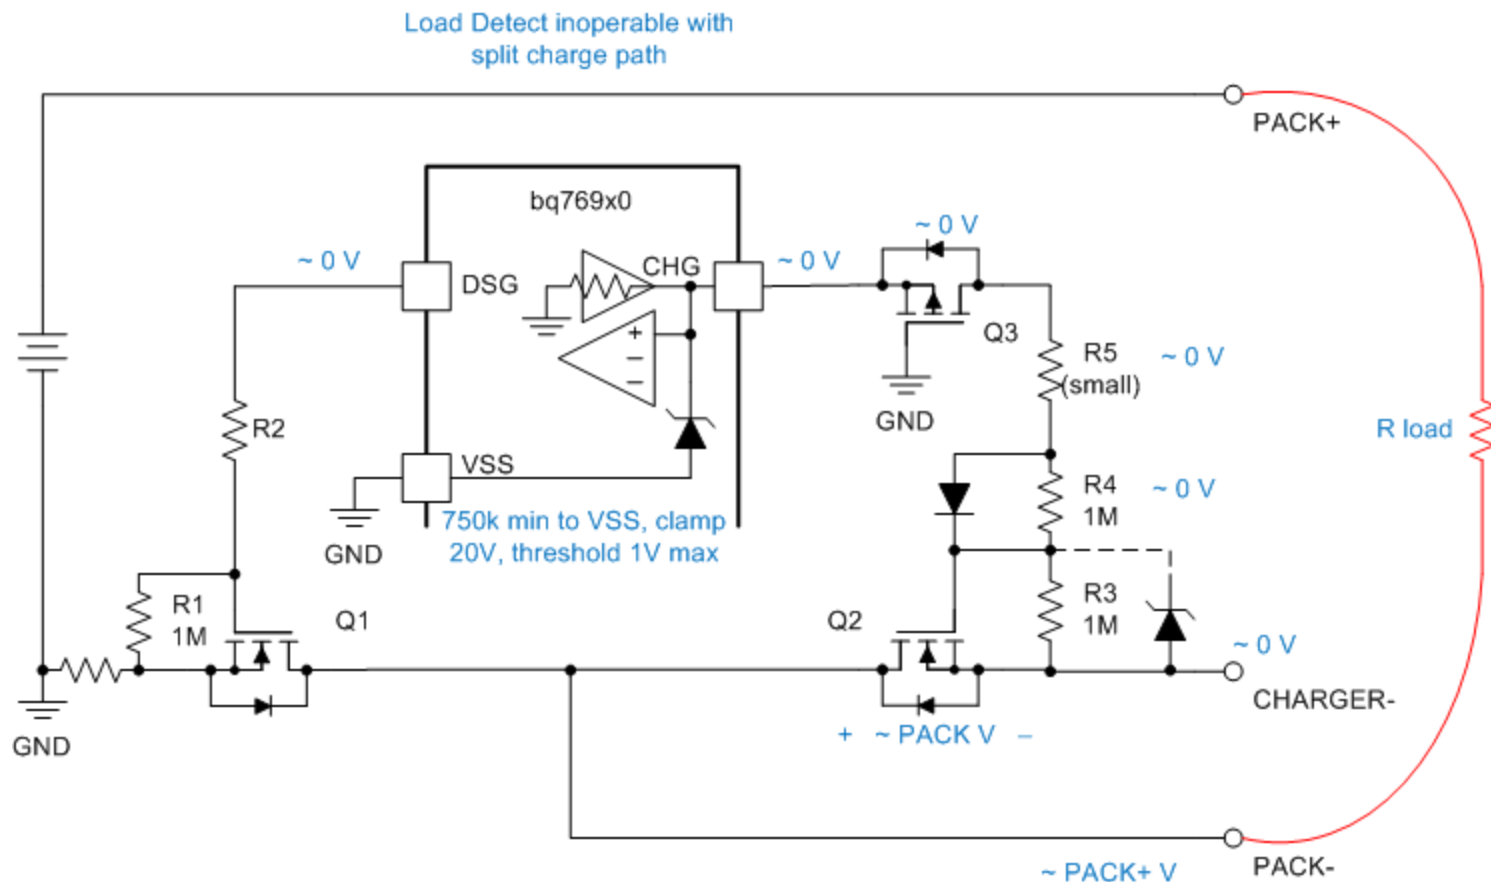 Load Detect inoperable with
split charge path
PACK+
bq769x0
~ 0 V
~ 0 V
DSG
CHG
~ 0 V
+
–
–
Q3
R5
(small)
~ 0 V
GND
R2
R load
VSS
R4
1M
~ 0 V
750k min to VSS, clamp
20V, threshold 1V max
GND
R1
1M
Q1
Q2
R3
1M
~ 0 V
CHARGER-
GND
+ ~ PACK V –
~ PACK+ V
PACK-